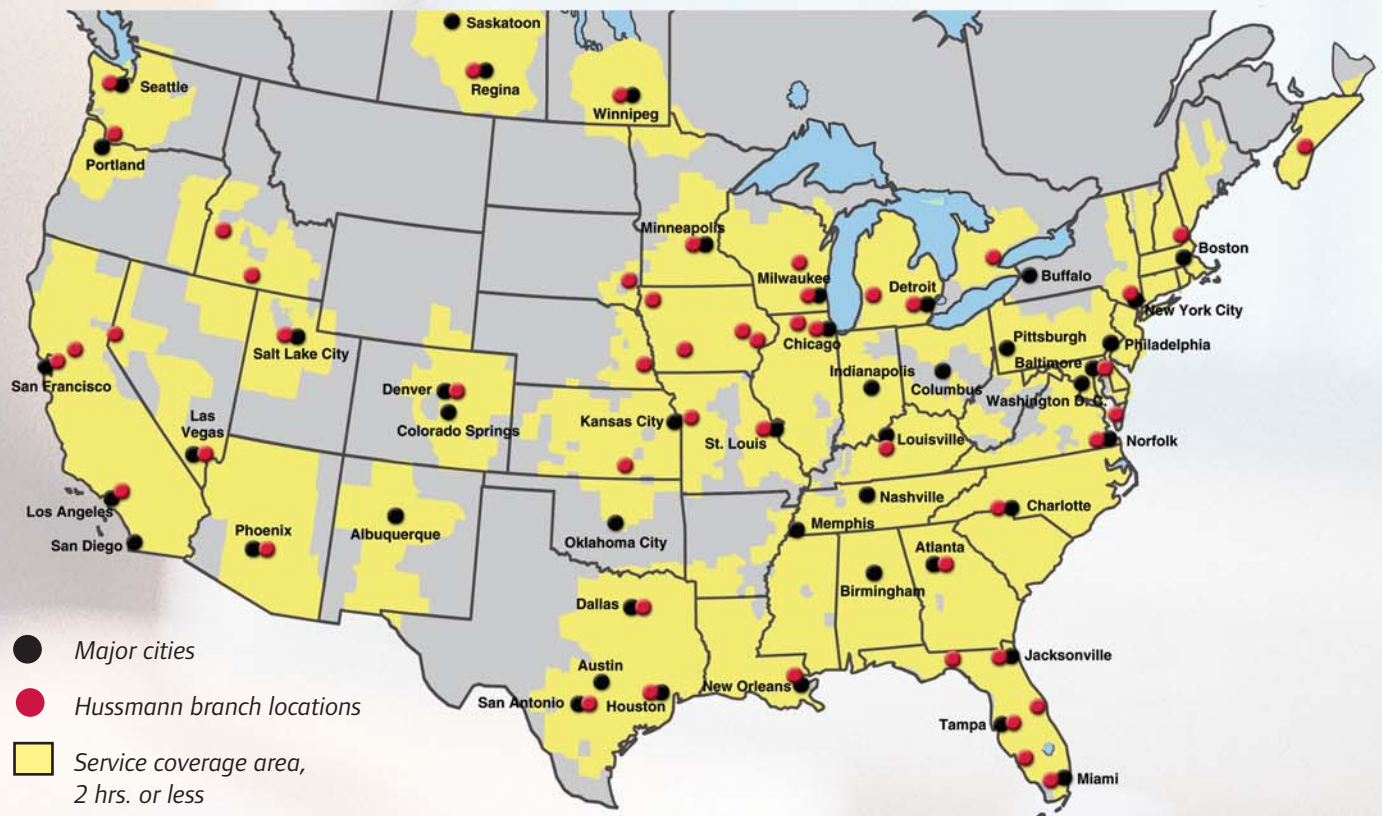 Saskatoon
Regina
Winnipeg
Seattle
Portland
Minneapolis
Boston
Buffalo
Milwaukee
Detroit
New York City
Chicago
Pittsburgh
Philadelphia
Salt Lake City
Baltimore
San Francisco
Indianapolis
Columbus
Washington D. C.
Denver
Colorado Springs
Las
Vegas
Kansas City
St. Louis
Louisville
Norfolk
Nashville
Charlotte
Los Angeles
San Diego
Phoenix
Albuquerque
Oklahoma City
Memphis
Atlanta
Birmingham
Dallas
Austin
San Antonio
Houston
New Orleans
Jacksonville
Tampa
Miami
Major cities
Hussmann branch locations
Service coverage area,
2 hrs. or less